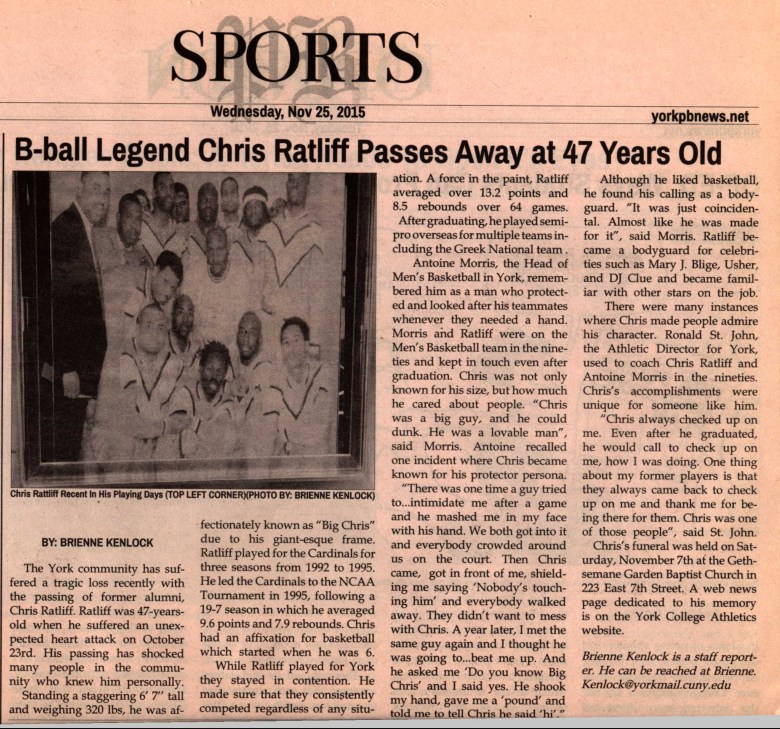 SPORTS
Wednesday, Nov 25, 2015
yorkpbnews.net
B-ball Legend Chris Ratliff Passes Away at 47 Years Old
Chris Rattliff Recent In His Playing Days (TOP LEFT CORNER)(PHOTO BY: BRIENNE KENLOCK)
BY: BRIENNE KENLOCK
The York community has suf-
fered a tragic loss recently with
the passing of former alumni,
Chris Ratliff. Ratliff was 47-years-
old when he suffered an unex-
pected heart attack on October
23rd. His passing has shocked
many people in the commu-
nity who knew him personally.
Standing a staggering 6’ 7’’ tall
and weighing 320 lbs, he was af-
fectionately known as “Big Chris”
due to his giant-esque frame.
Ratliff played for the Cardinals for
three seasons from 1992 to 1995.
He led the Cardinals to the NCAA
Tournament in 1995, following a
19-7 season in which he averaged
9.6 points and 7.9 rebounds. Chris
had an affixation for basketball
which started when he was 6.
While Ratliff played for York
they stayed in contention. He
made sure that they consistently
competed regardless of any situ-
ation. A force in the paint, Ratliff
averaged over 13.2 points and
8.5 rebounds over 64 games.
After graduating, he played semi-
pro overseas for multiple teams in-
cluding the Greek National team .
Antoine Morris, the Head of
Men’s Basketball in York, remem-
bered him as a man who protect-
ed and looked after his teammates
whenever they needed a hand.
Morris and Ratliff were on the
Men’s Basketball team in the nine-
ties and kept in touch even after
graduation. Chris was not only
known for his size, but how much
he cared about people. “Chris
was a big guy, and he could
dunk. He was a lovable man”,
said Morris. Antoine recalled
one incident where Chris became
known for his protector persona.
“There was one time a guy tried
to...intimidate me after a game
and he mashed me in my face
with his hand. We both got into it
and everybody crowded around
us on the court. Then Chris
came, got in front of me, shield-
ing me saying ‘Nobody’s touch-
ing him’ and everybody walked
away. They didn’t want to mess
with Chris. A year later, I met the
same guy again and I thought he
was going to...beat me up. And
he asked me ‘Do you know Big
Chris’ and I said yes. He shook
my hand, gave me a ‘pound’ and
told me to tell Chris he said ‘hi’.”
Although he liked basketball,
he found his calling as a body-
guard. “It was just coinciden-
tal. Almost like he was made
for it”, said Morris. Ratliff be-
came a bodyguard for celebri-
ties such as Mary J. Blige, Usher,
and DJ Clue and became famil-
iar with other stars on the job.
There were many instances
where Chris made people admire
his character. Ronald St. John,
the Athletic Director for York,
used to coach Chris Ratliff and
Antoine Morris in the nineties.
Chris’s accomplishments were
unique for someone like him.
“Chris always checked up on
me. Even after he graduated,
he would call to check up on
me, how I was doing. One thing
about my former players is that
they always came back to check
up on me and thank me for be-
ing there for them. Chris was one
of those people”, said St. John.
Chris’s funeral was held on Sat-
urday, November 7th at the Geth-
semane Garden Baptist Church in
223 East 7th Street. A web news
page dedicated to his memory
is on the York College Athletics
website.
Brienne Kenlock is a staff report-
er. He can be reached at Brienne.
Kenlock@yorkmail.cuny.edu